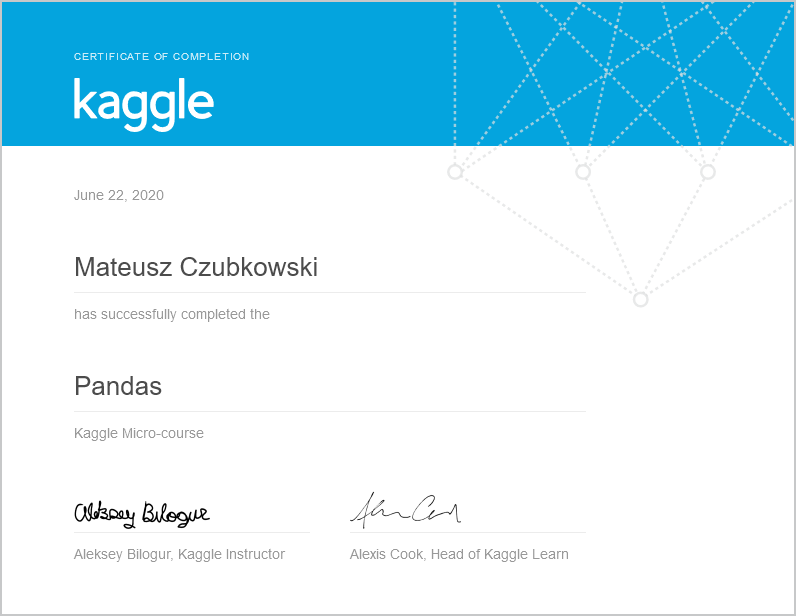 CERTIFICATE OF COMPLETION
kaggle
June 22, 2020
Mateusz Czubkowski
has successfully completed the
Pandas
Kaggle Micro-course
Aleksey Bilogur
Alexis Cook
Aleksey Bilogur, Kaggle Instructor
Alexis Cook, Head of Kaggle Learn